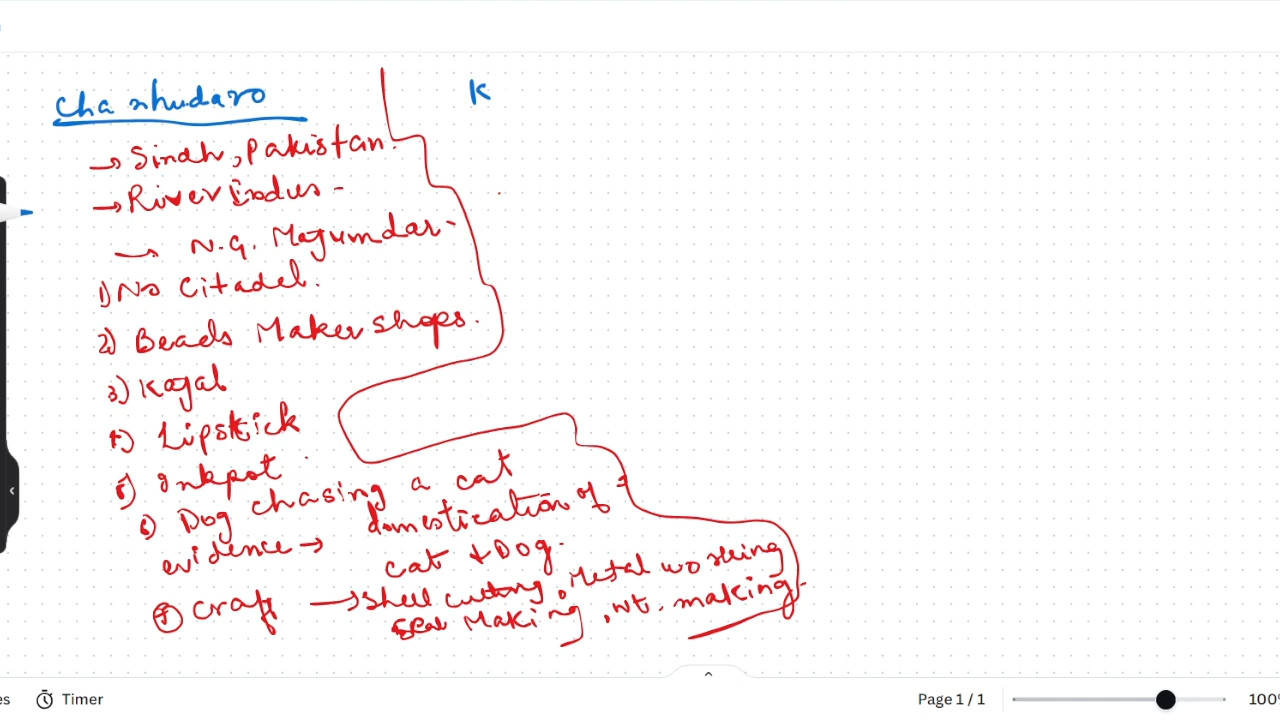 Chanhudaro
K
→ Sindh, Pakistan.
→ River Indus -
→ N.G. Majumdar -
1) No Citadel.
2) Beads Maker shops.
3) Kajal
4) Lipstick
5) Inkpot
6) Dog chasing a cat
evidence → domestication of
cat + Dog.
7) Craft → Shell cutting, Metal working
Seal Making, wt. making
es Timer
Page 1 / 1
100